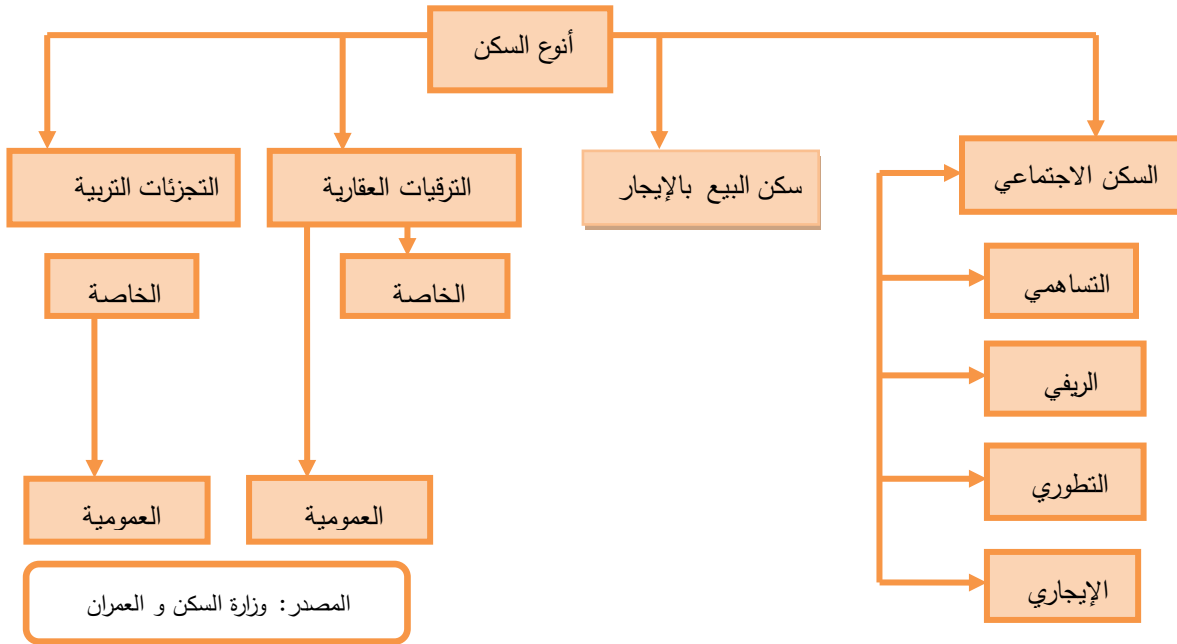 أنوع السكن
السكن الاجتماعي
سكن البيع بالإيجار
الترقيات العقارية
التجزئات التربية
التساهمي
الخاصة
الخاصة
الريفي
التطوري
العمومية
العمومية
الإيجاري
المصدر: وزارة السكن و العمران